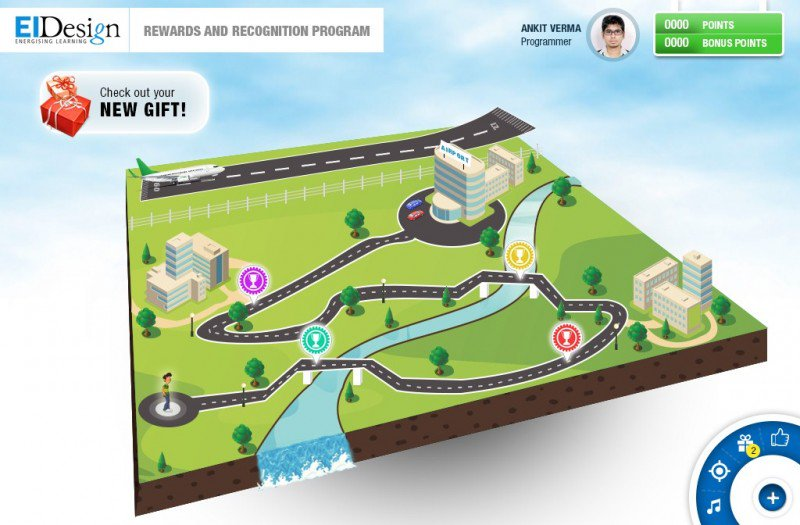 EIDesign
ENERGISING LEARNING
REWARDS AND RECOGNITION PROGRAM
ANKIT VERMA
Programmer
0000 POINTS
0000 BONUS POINTS
Check out your
NEW GIFT!
AIRPORT
2